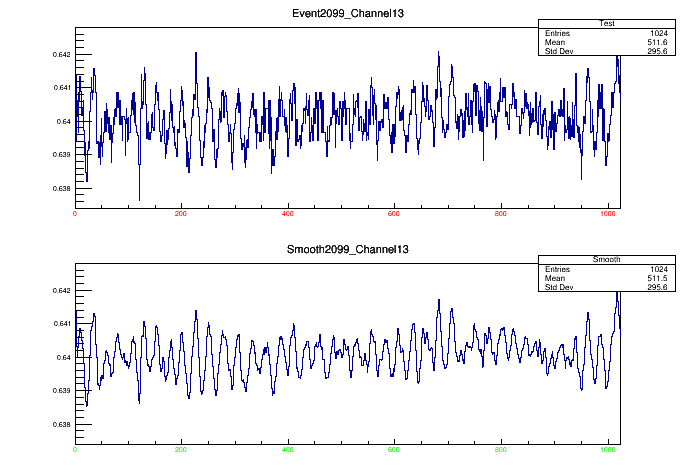 Event2099_Channel13
Test
Entries 1024
Mean 511.6
Std Dev 295.6
0.642
0.641
0.64
0.639
0.638
0 200 400 600 800 1000
Smooth2099_Channel13
Smooth
Entries 1024
Mean 511.5
Std Dev 295.6
0.642
0.641
0.64
0.639
0.638
0 200 400 600 800 1000